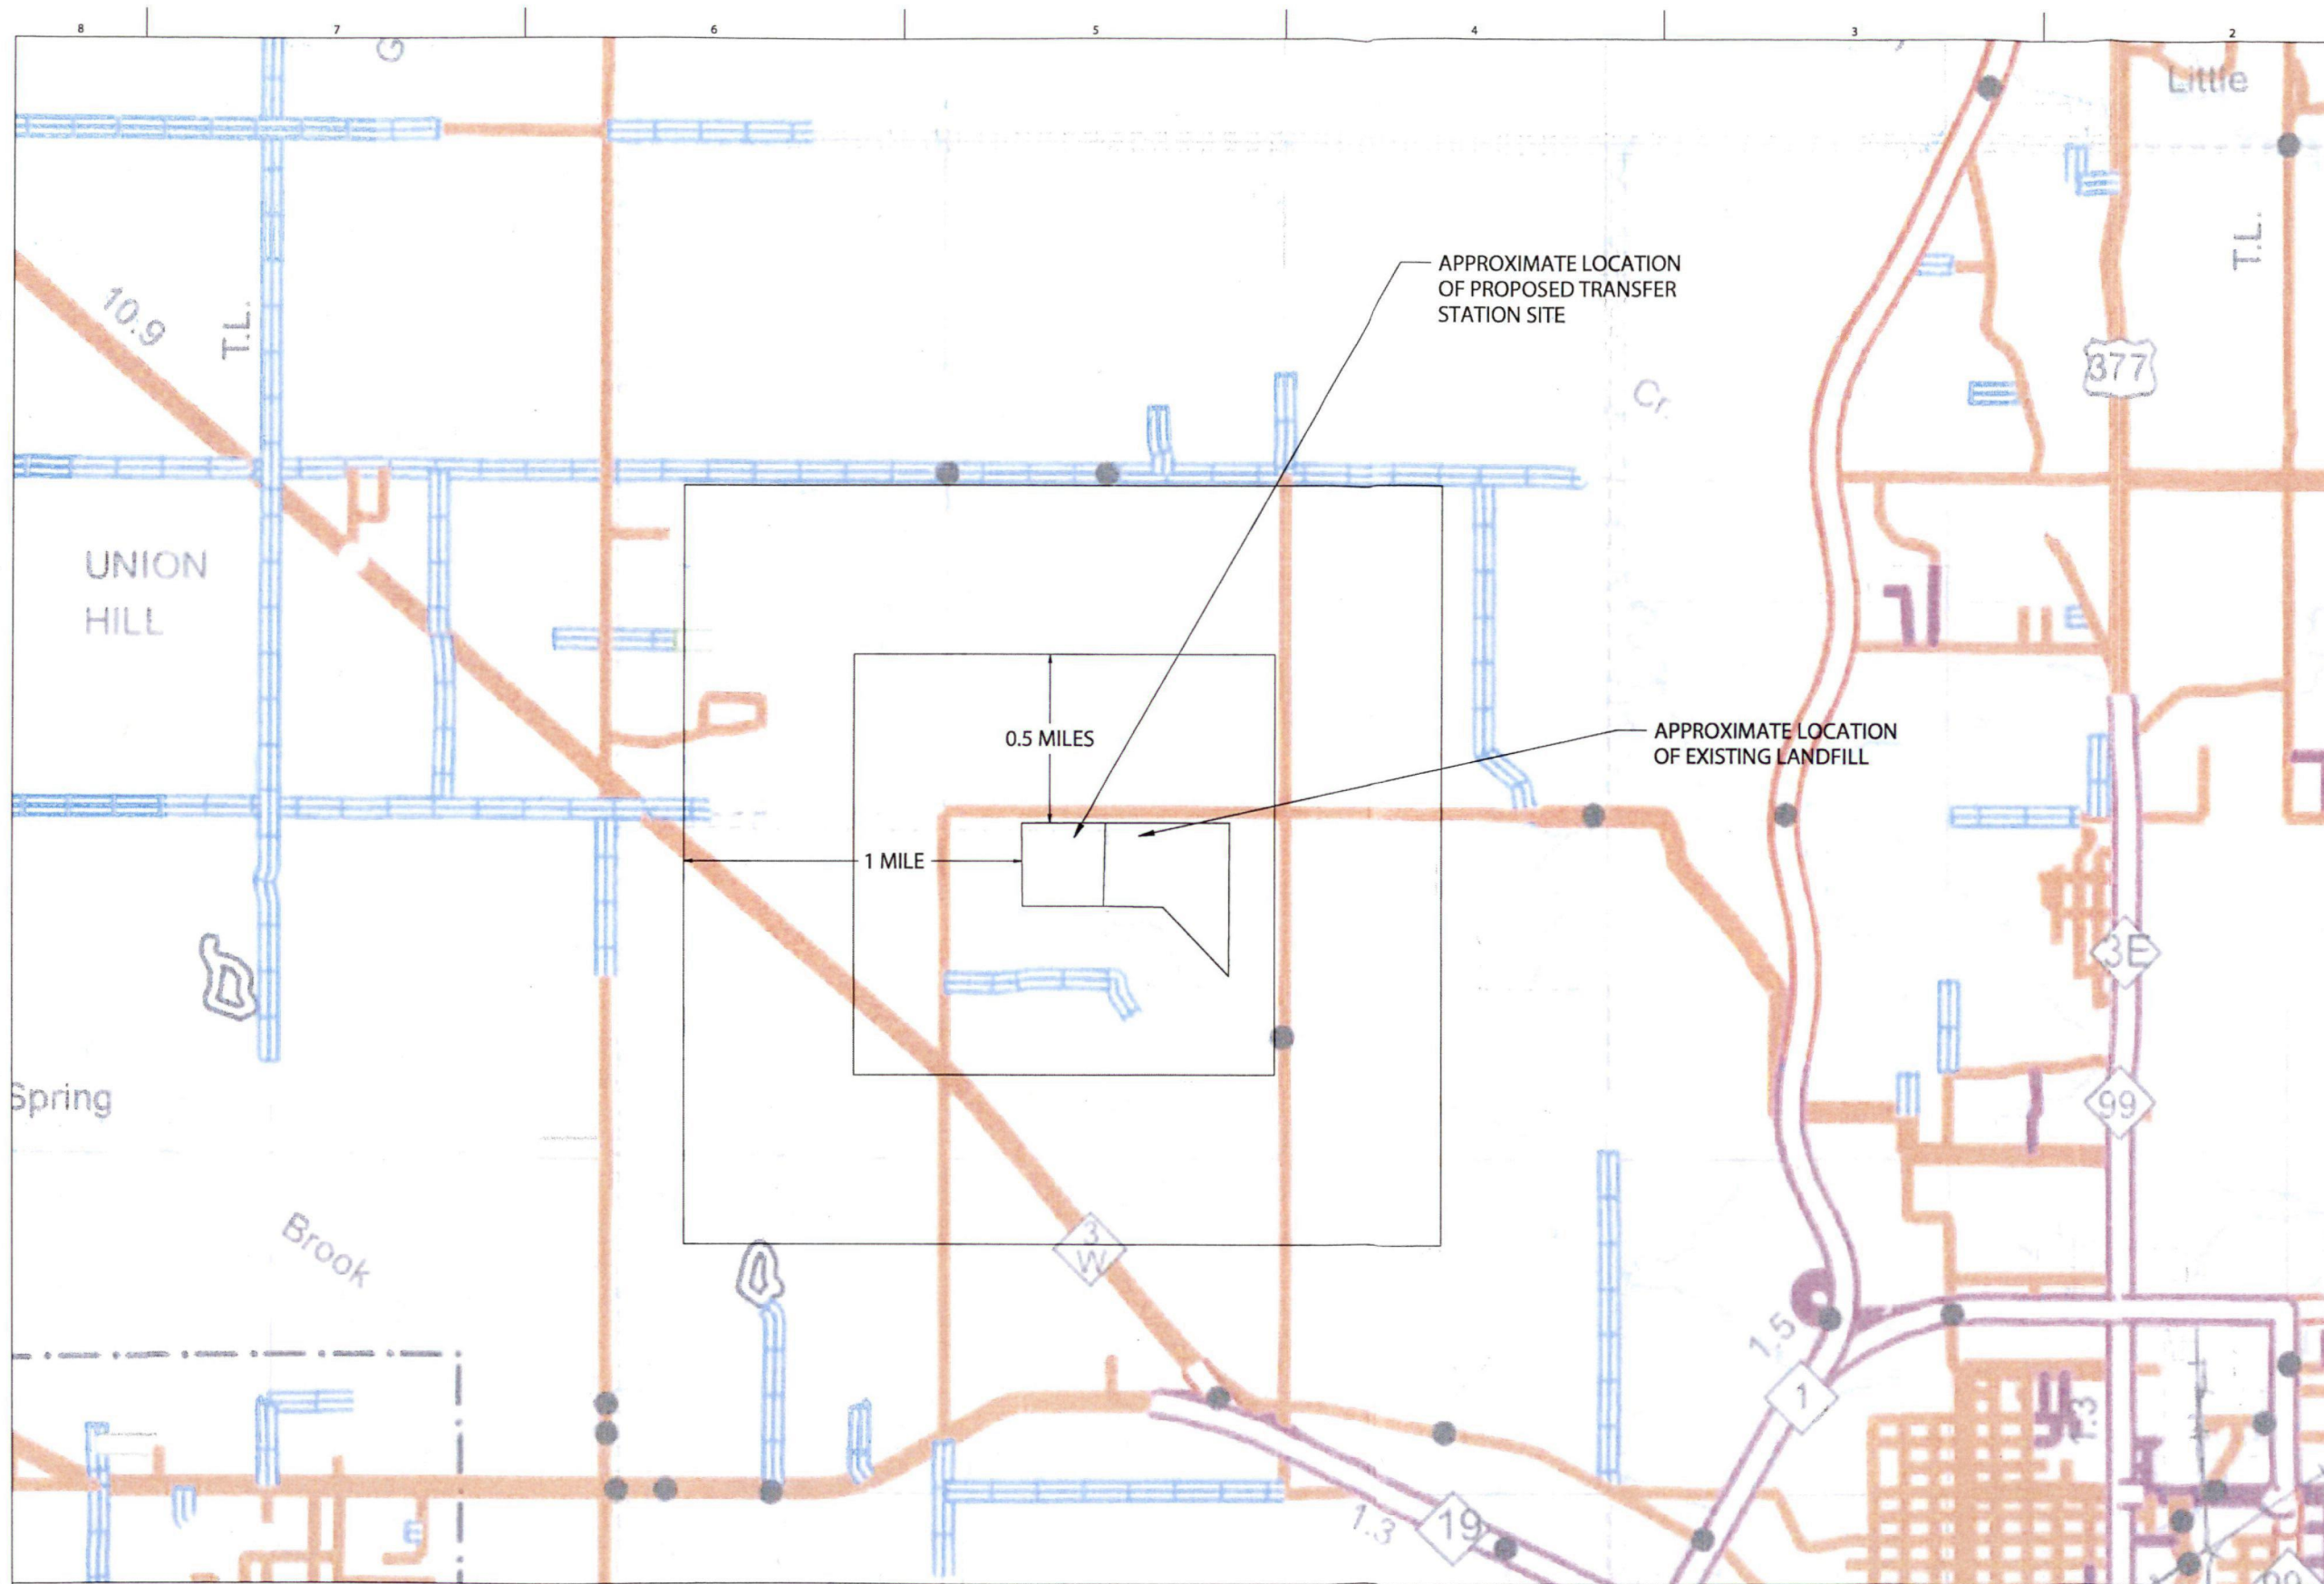 8 7 6 5 4 3 2
G
Little
T.L.
10.9
T.L.
APPROXIMATE LOCATION
OF PROPOSED TRANSFER
STATION SITE
377
Cr.
UNION
HILL
0.5 MILES
APPROXIMATE LOCATION
OF EXISTING LANDFILL
1 MILE
3E
Spring
99
Brook
3
W
1.5
1
1.3
1.3
19